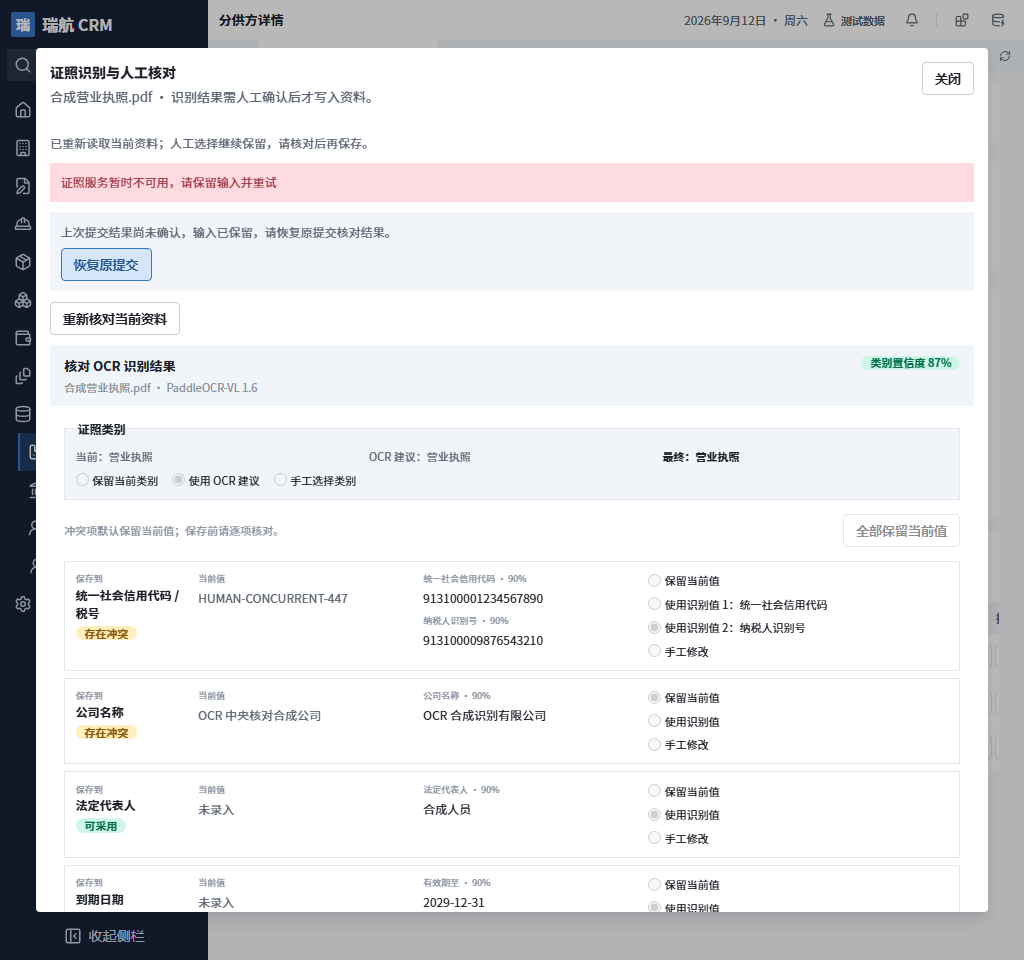 瑞 瑞航 CRM
分供方详情
2026年9月12日 · 周六
测试数据
证照识别与人工核对
合成营业执照.pdf · 识别结果需人工确认后才写入资料。
关闭
已重新读取当前资料；人工选择继续保留，请核对后再保存。
证照服务暂时不可用，请保留输入并重试
上次提交结果尚未确认，输入已保留，请恢复原提交核对结果。
恢复原提交
重新核对当前资料
核对 OCR 识别结果
类别置信度 87%
合成营业执照.pdf · PaddleOCR-VL 1.6
证照类别
当前：营业执照
OCR 建议：营业执照
最终：营业执照
保留当前类别
使用 OCR 建议
手工选择类别
冲突项默认保留当前值；保存前请逐项核对。
全部保留当前值
保存到
统一社会信用代码 /
税号
存在冲突
当前值
HUMAN-CONCURRENT-447
统一社会信用代码 · 90%
913100001234567890
纳税人识别号 · 90%
913100009876543210
保留当前值
使用识别值 1：统一社会信用代码
使用识别值 2：纳税人识别号
手工修改
保存到
公司名称
存在冲突
当前值
OCR 中央核对合成公司
公司名称 · 90%
OCR 合成识别有限公司
保留当前值
使用识别值
手工修改
保存到
法定代表人
可采用
当前值
未录入
法定代表人 · 90%
合成人员
保留当前值
使用识别值
手工修改
保存到
到期日期
当前值
未录入
有效期至 · 90%
2029-12-31
保留当前值
使用识别值
收起侧栏